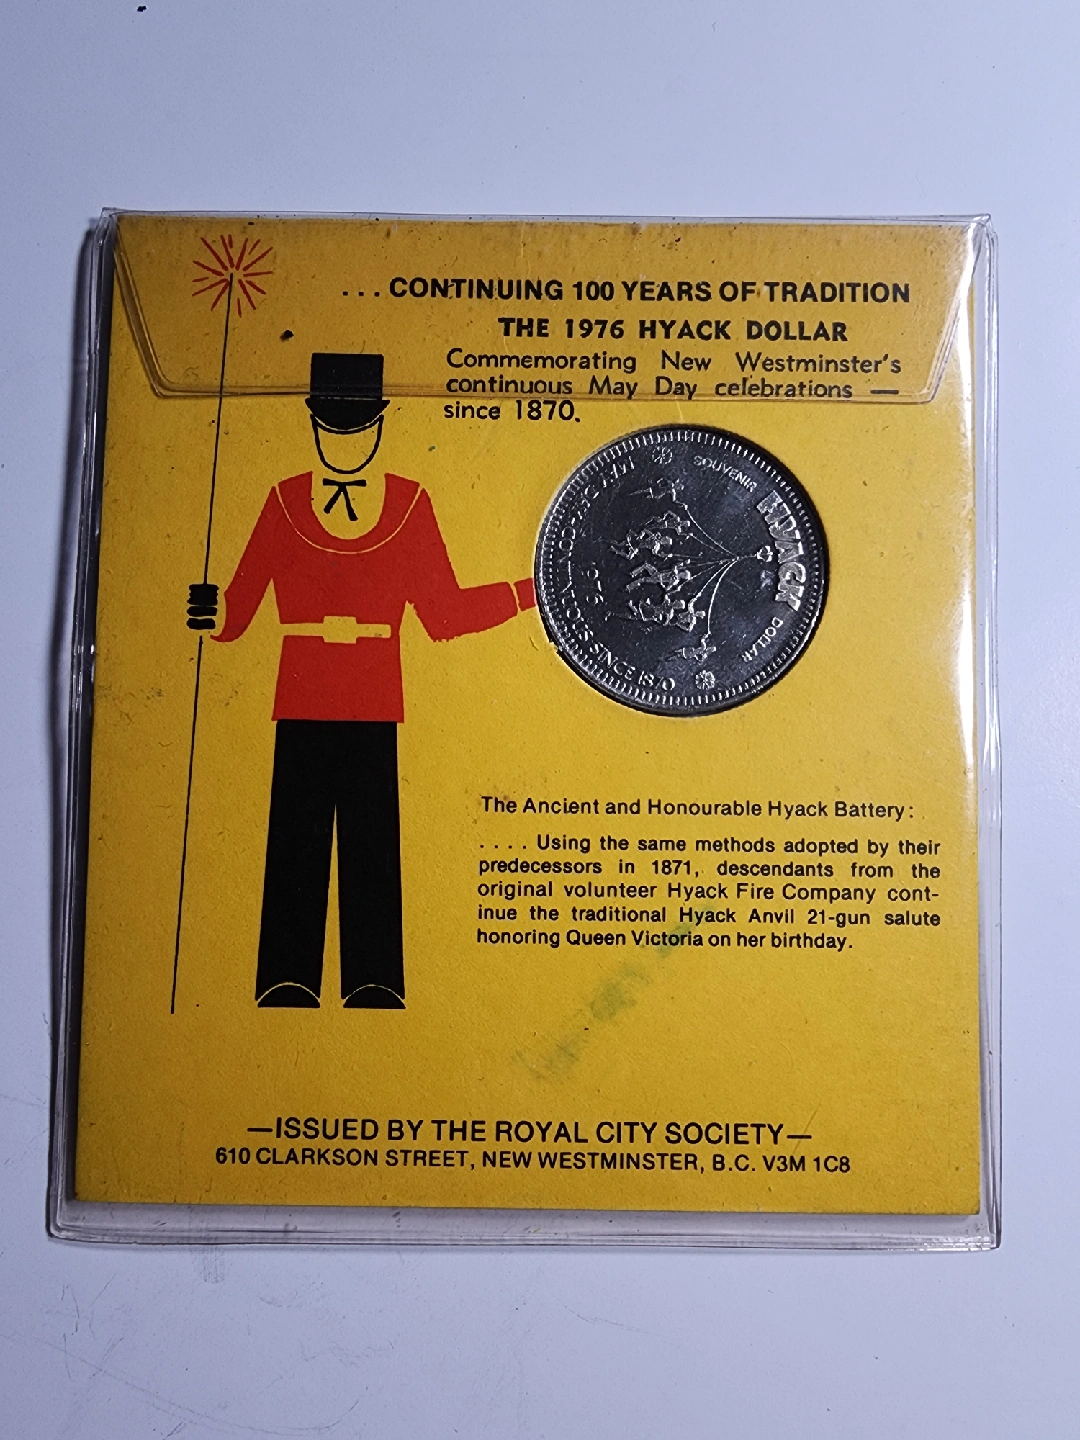 . . . CONTINUING 100 YEARS OF TRADITION
THE 1976 HYACK DOLLAR
Commemorating New Westminster's
continuous May Day celebrations —
since 1870.
SOUVENIR
HYACK
DOLLAR
MAY DAY
SINCE 1870
1976
The Ancient and Honourable Hyack Battery:
. . . . Using the same methods adopted by their
predecessors in 1871, descendants from the
original volunteer Hyack Fire Company cont-
inue the traditional Hyack Anvil 21-gun salute
honoring Queen Victoria on her birthday.
—ISSUED BY THE ROYAL CITY SOCIETY—
610 CLARKSON STREET, NEW WESTMINSTER, B.C. V3M 1C8